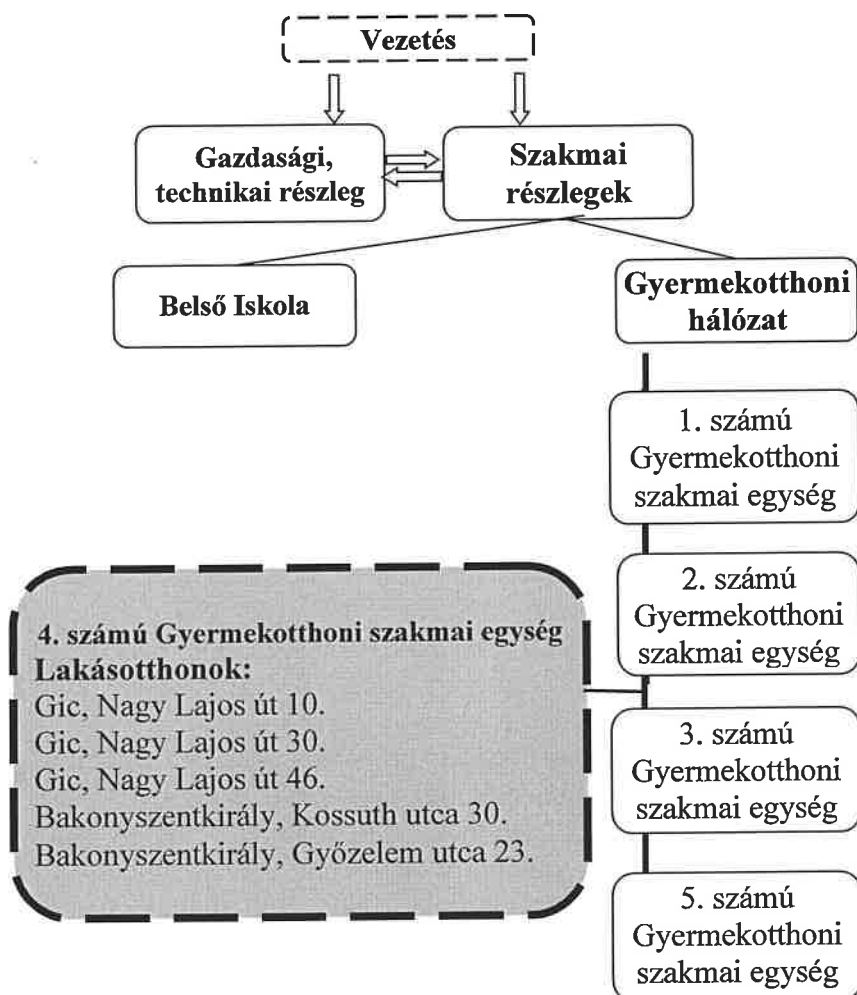 Vezetés
Gazdasági,
technikai részleg
Szakmai
részlegek
Belső Iskola
Gyermekotthoni
hálózat
1. számú
Gyermekotthoni
szakmai egység
2. számú
Gyermekotthoni
szakmai egység
4. számú Gyermekotthoni szakmai egység
Lakásotthonok:
Gic, Nagy Lajos út 10.
Gic, Nagy Lajos út 30.
Gic, Nagy Lajos út 46.
Bakonyszentkirály, Kossuth utca 30.
Bakonyszentkirály, Győzelem utca 23.
3. számú
Gyermekotthoni
szakmai egység
5. számú
Gyermekotthoni
szakmai egység